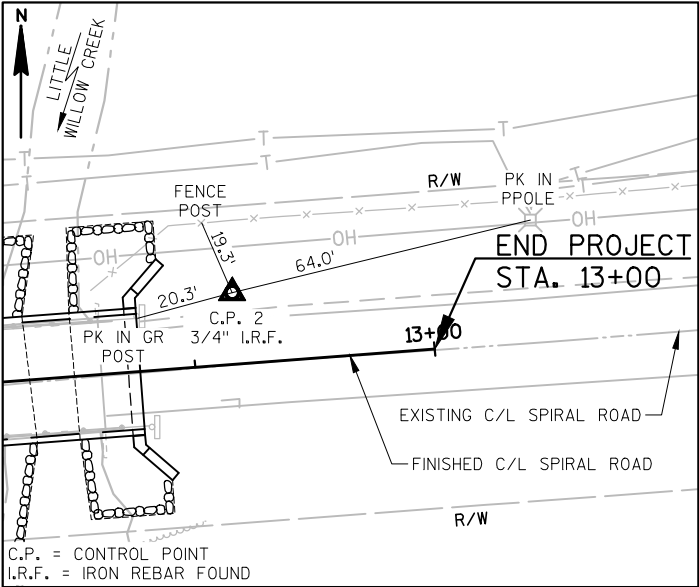 N
LITTLE
WILLOW CREEK
T
T
T
T
T
R/W
PK IN
PPOLE
FENCE
POST
OH
OH
OH
19.3'
64.0'
END PROJECT
STA. 13+00
20.3'
C.P. 2
3/4" I.R.F.
PK IN GR
POST
13+00
EXISTING C/L SPIRAL ROAD
FINISHED C/L SPIRAL ROAD
R/W
C.P. = CONTROL POINT
I.R.F. = IRON REBAR FOUND